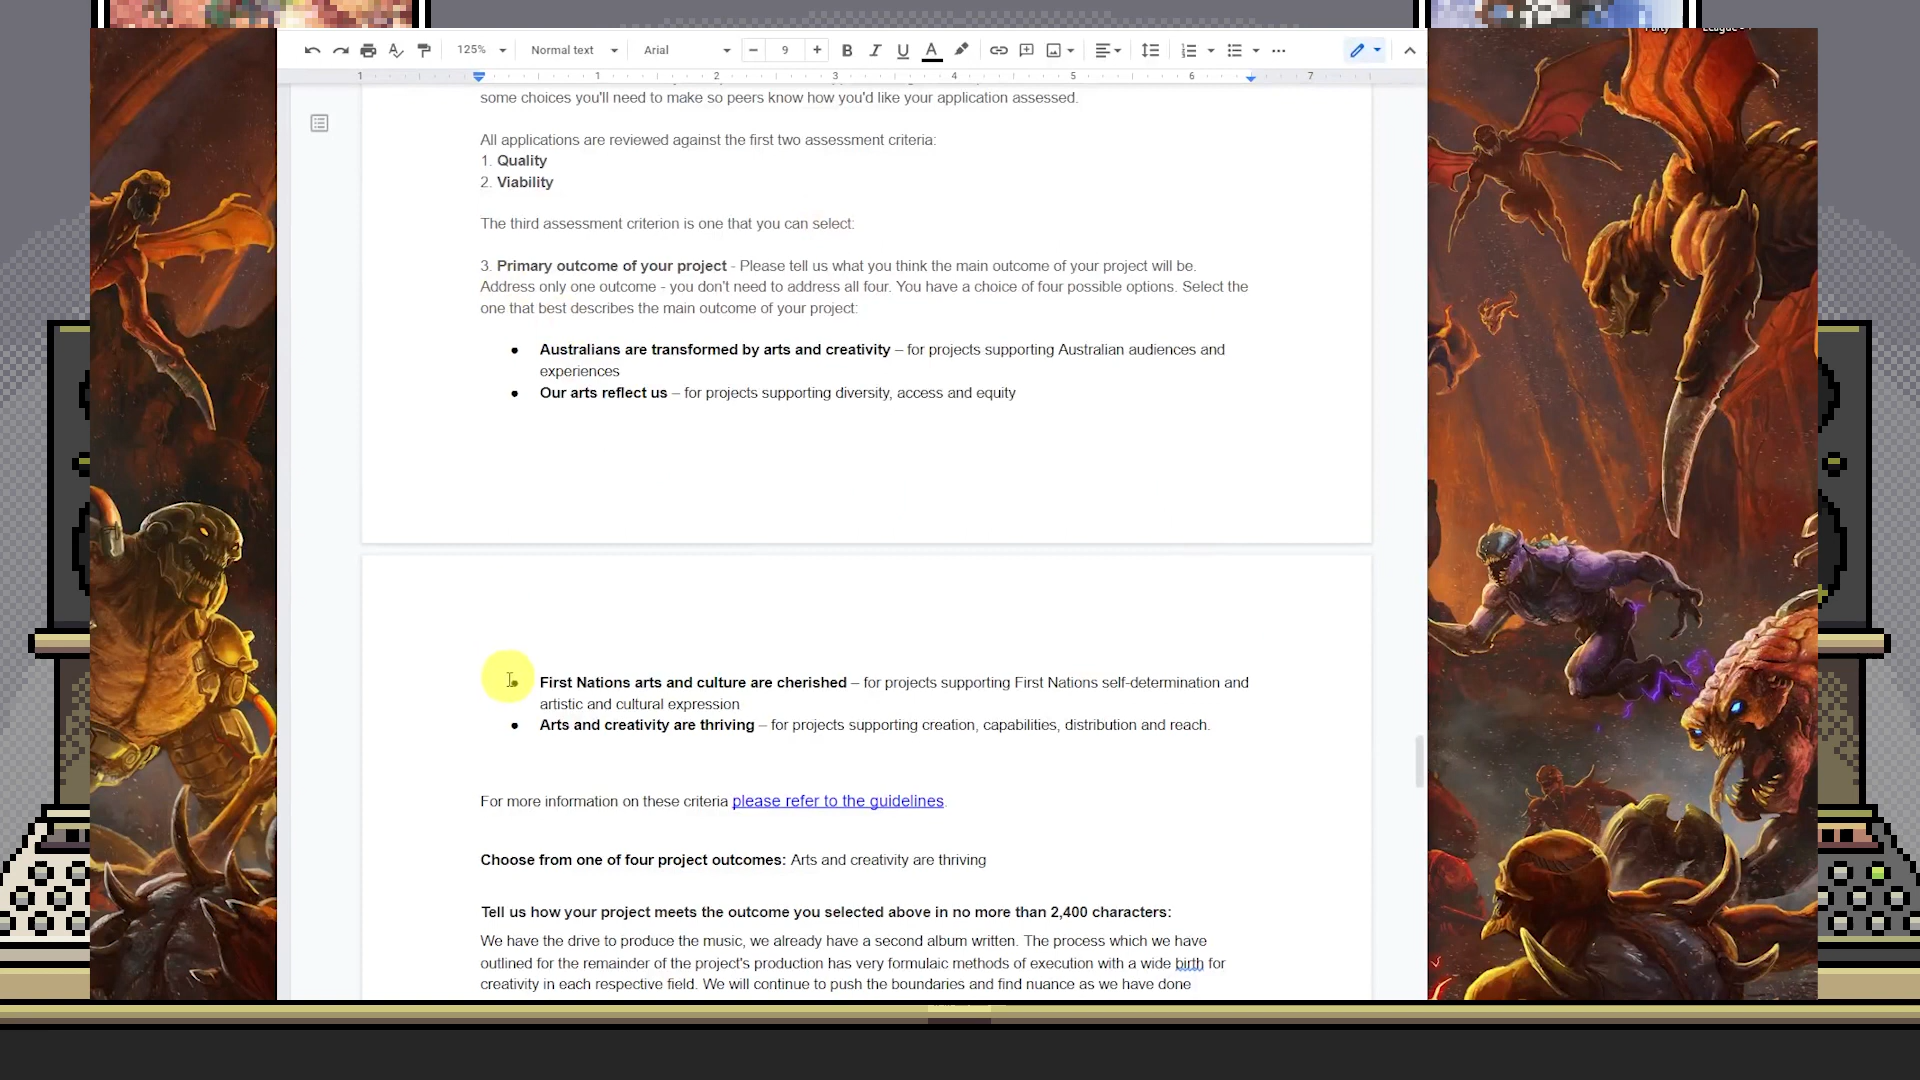 125% Normal text Arial 9
1 1 2 3 4 5 6 7
some choices you'll need to make so peers know how you'd like your application assessed.
All applications are reviewed against the first two assessment criteria:
1. Quality
2. Viability
The third assessment criterion is one that you can select:
3. Primary outcome of your project - Please tell us what you think the main outcome of your project will be.
Address only one outcome - you don't need to address all four. You have a choice of four possible options. Select the
one that best describes the main outcome of your project:
● Australians are transformed by arts and creativity – for projects supporting Australian audiences and
experiences
● Our arts reflect us – for projects supporting diversity, access and equity
● First Nations arts and culture are cherished – for projects supporting First Nations self-determination and
artistic and cultural expression
● Arts and creativity are thriving – for projects supporting creation, capabilities, distribution and reach.
For more information on these criteria please refer to the guidelines.
Choose from one of four project outcomes: Arts and creativity are thriving
Tell us how your project meets the outcome you selected above in no more than 2,400 characters:
We have the drive to produce the music, we already have a second album written. The process which we have
outlined for the remainder of the project's production has very formulaic methods of execution with a wide birth for
creativity in each respective field. We will continue to push the boundaries and find nuance as we have done